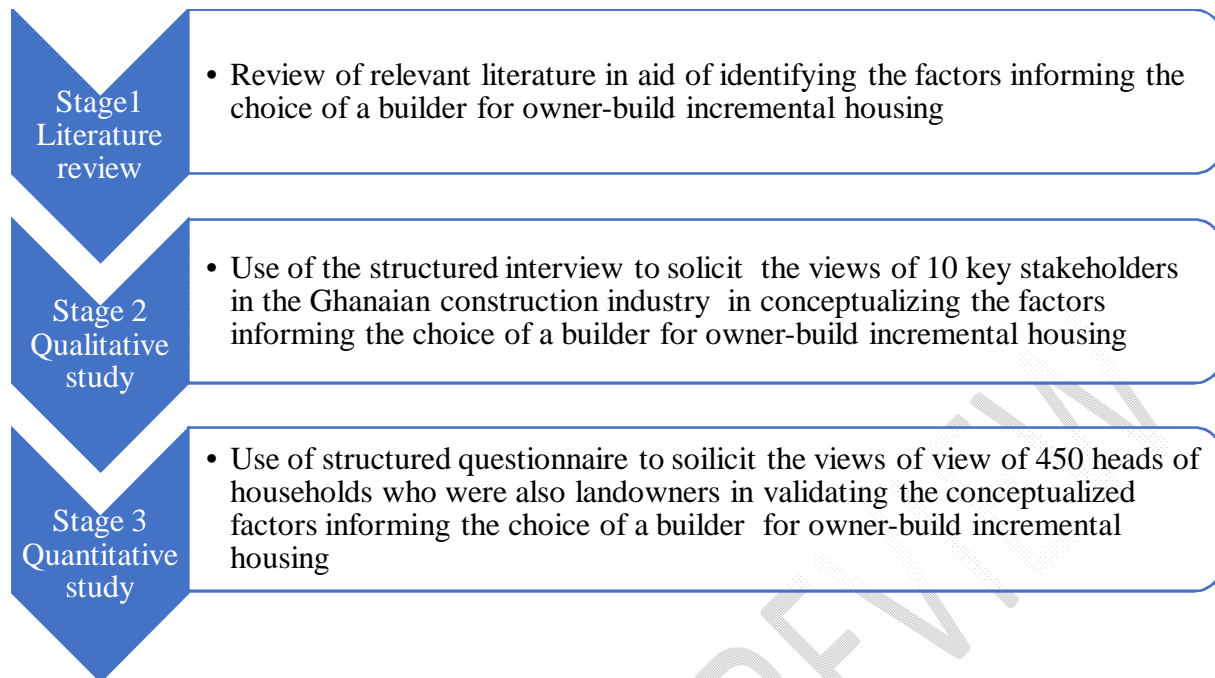 Stage1
Literature
review
• Review of relevant literature in aid of identifying the factors informing the
choice of a builder for owner-build incremental housing
Stage 2
Qualitative
study
• Use of the structured interview to solicit the views of 10 key stakeholders
in the Ghanaian construction industry in conceptualizing the factors
informing the choice of a builder for owner-build incremental housing
Stage 3
Quantitative
study
• Use of structured questionnaire to soilicit the views of view of 450 heads of
households who were also landowners in validating the conceptualized
factors informing the choice of a builder for owner-build incremental
housing